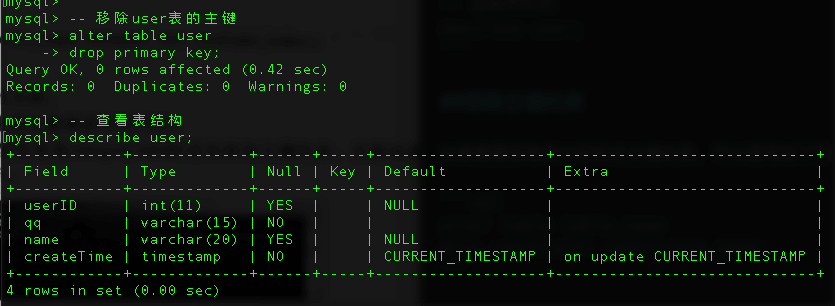 mysql>
mysql> -- 移除user表的主键
mysql> alter table user
    -> drop primary key;
Query OK, 0 rows affected (0.42 sec)
Records: 0  Duplicates: 0  Warnings: 0

mysql> -- 查看表结构
[mysql> describe user;
+------------+-------------+------+-----+-------------------+-----------------------------+
| Field      | Type        | Null | Key | Default           | Extra                       |
+------------+-------------+------+-----+-------------------+-----------------------------+
| userID     | int(11)     | YES  |     | NULL              |                             |
| qq         | varchar(15) | NO   |     |                   |                             |
| name       | varchar(20) | YES  |     | NULL              |                             |
| createTime | timestamp   | NO   |     | CURRENT_TIMESTAMP | on update CURRENT_TIMESTAMP |
+------------+-------------+------+-----+-------------------+-----------------------------+
4 rows in set (0.00 sec)